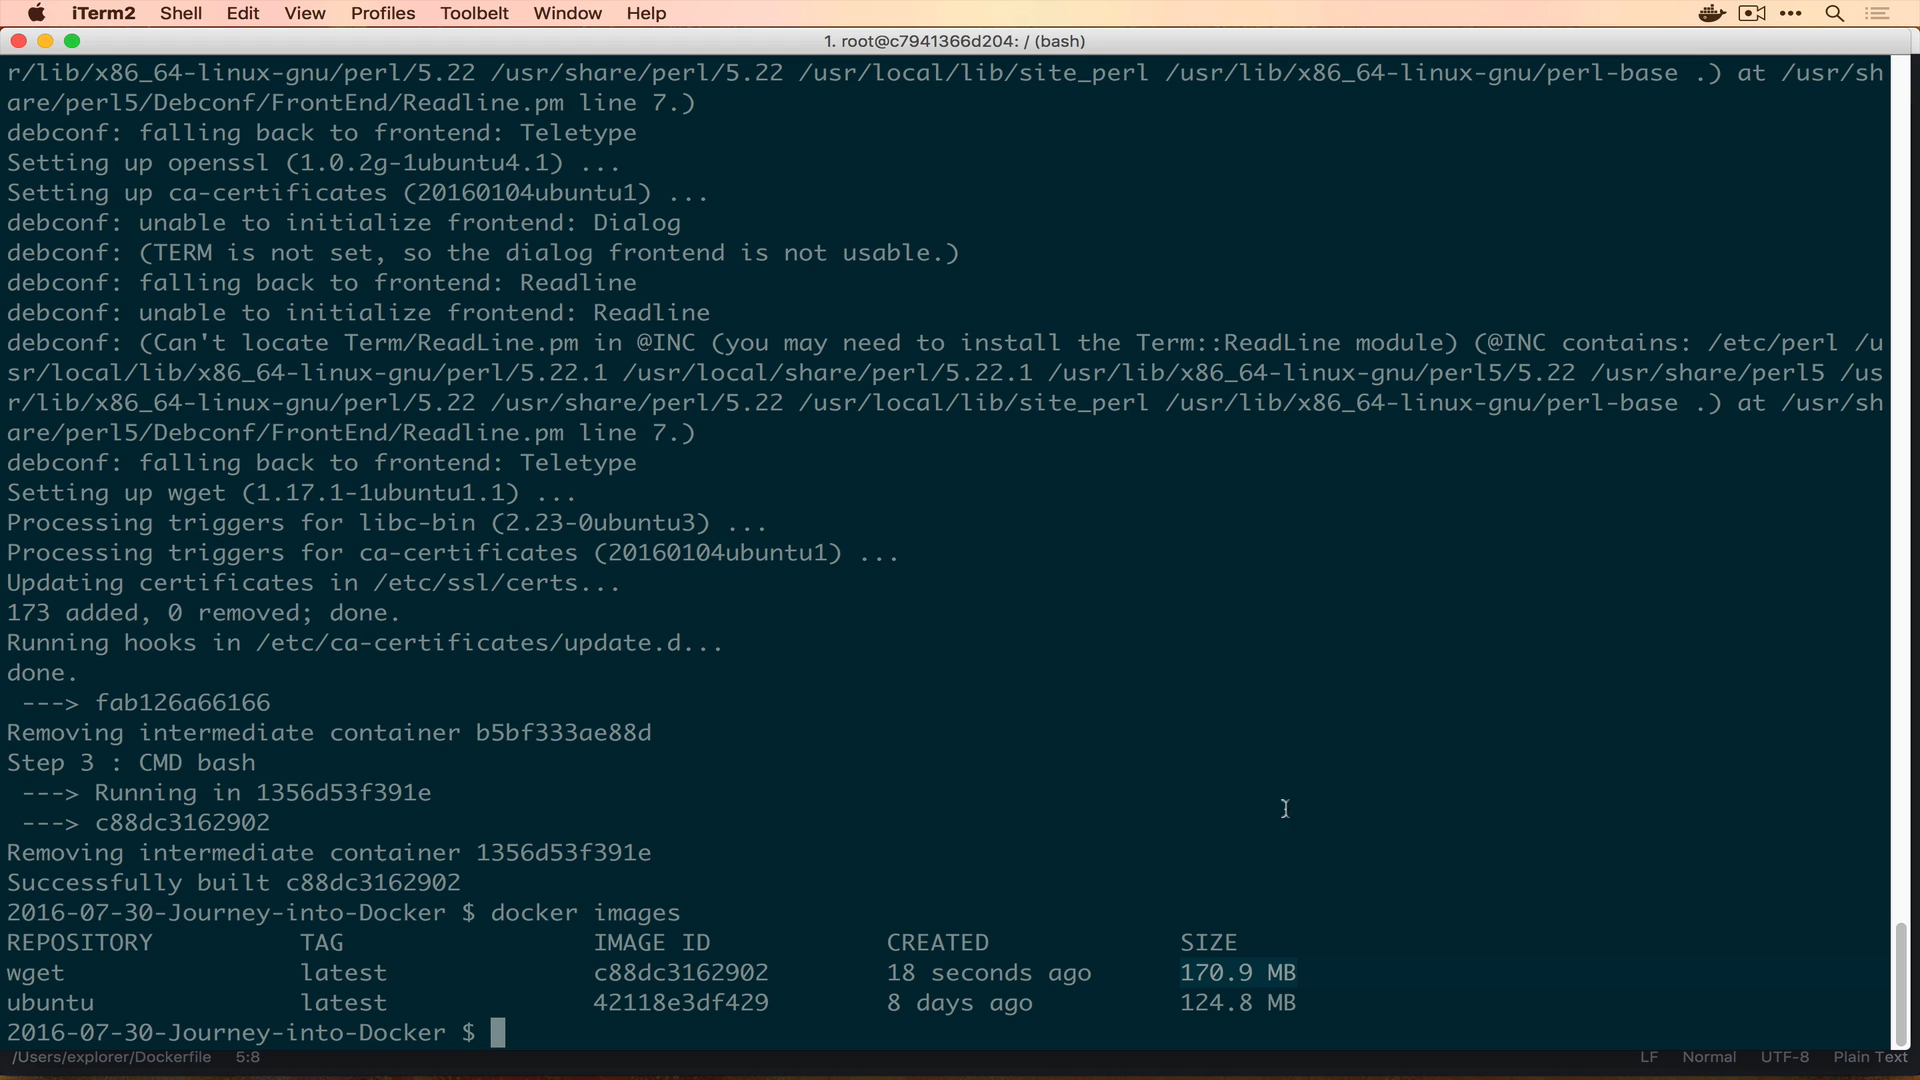 iTerm2 Shell Edit View Profiles Toolbelt Window Help
1. root@c7941366d204: / (bash)
r/lib/x86_64-linux-gnu/perl/5.22 /usr/share/perl/5.22 /usr/local/lib/site_perl /usr/lib/x86_64-linux-gnu/perl-base .) at /usr/sh
are/perl5/Debconf/FrontEnd/Readline.pm line 7.)
debconf: falling back to frontend: Teletype
Setting up openssl (1.0.2g-1ubuntu4.1) ...
Setting up ca-certificates (20160104ubuntu1) ...
debconf: unable to initialize frontend: Dialog
debconf: (TERM is not set, so the dialog frontend is not usable.)
debconf: falling back to frontend: Readline
debconf: unable to initialize frontend: Readline
debconf: (Can't locate Term/ReadLine.pm in @INC (you may need to install the Term::ReadLine module) (@INC contains: /etc/perl /u
sr/local/lib/x86_64-linux-gnu/perl/5.22.1 /usr/local/share/perl/5.22.1 /usr/lib/x86_64-linux-gnu/perl5/5.22 /usr/share/perl5 /us
r/lib/x86_64-linux-gnu/perl/5.22 /usr/share/perl/5.22 /usr/local/lib/site_perl /usr/lib/x86_64-linux-gnu/perl-base .) at /usr/sh
are/perl5/Debconf/FrontEnd/Readline.pm line 7.)
debconf: falling back to frontend: Teletype
Setting up wget (1.17.1-1ubuntu1.1) ...
Processing triggers for libc-bin (2.23-0ubuntu3) ...
Processing triggers for ca-certificates (20160104ubuntu1) ...
Updating certificates in /etc/ssl/certs...
173 added, 0 removed; done.
Running hooks in /etc/ca-certificates/update.d...
done.
---> fab126a66166
Removing intermediate container b5bf333ae88d
Step 3 : CMD bash
---> Running in 1356d53f391e
---> c88dc3162902
Removing intermediate container 1356d53f391e
Successfully built c88dc3162902
2016-07-30-Journey-into-Docker $ docker images
REPOSITORY TAG IMAGE ID CREATED SIZE
wget latest c88dc3162902 18 seconds ago 170.9 MB
ubuntu latest 42118e3df429 8 days ago 124.8 MB
2016-07-30-Journey-into-Docker $
/Users/explorer/Dockerfile 5:8 LF Normal UTF-8 Plain Text